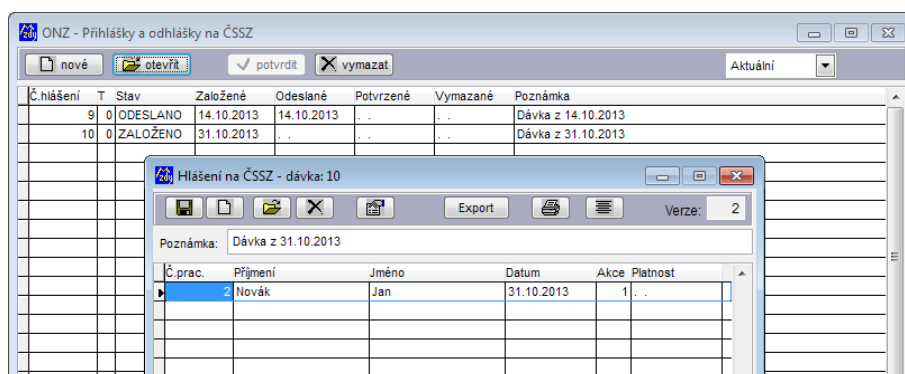 zdy ONZ - Přihlášky a odhlášky na ČSSZ
nové otevřít potvrdit vymazat Aktuální
Č.hlášení T Stav Založené Odeslané Potvrzené Vymazané Poznámka
9 0 ODESLANO 14.10.2013 14.10.2013 . . . . Dávka z 14.10.2013
10 0 ZALOŽENO 31.10.2013 . . . . . . Dávka z 31.10.2013
zdy Hlášení na ČSSZ - dávka: 10
Export Verze: 2
Poznámka: Dávka z 31.10.2013
Č.prac. Příjmení Jméno Datum Akce Platnost
2 Novák Jan 31.10.2013 1 . .